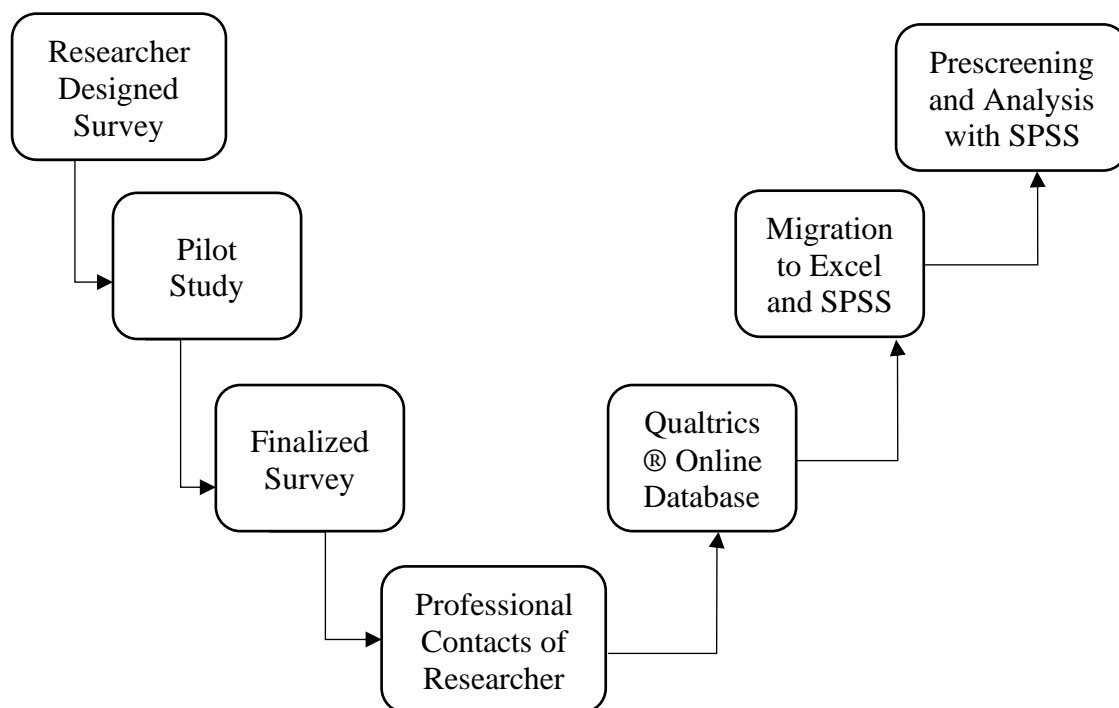 Researcher
Designed
Survey
Pilot
Study
Finalized
Survey
Professional
Contacts of
Researcher
Qualtrics
® Online
Database
Migration
to Excel
and SPSS
Prescreening
and Analysis
with SPSS